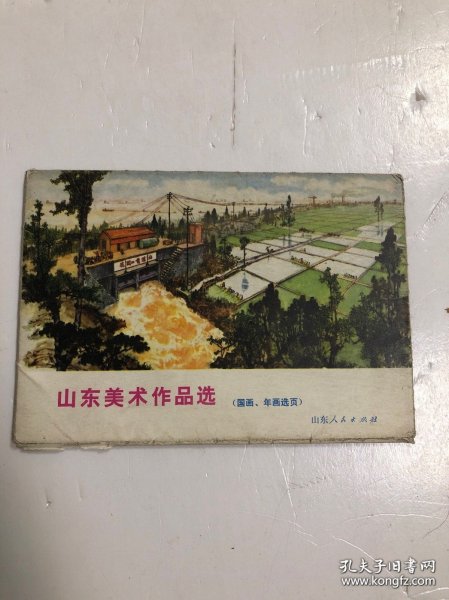 山东美术作品选
(国画、年画选页)
山东人民出版社
孔夫子旧书网
www.kongfz.com